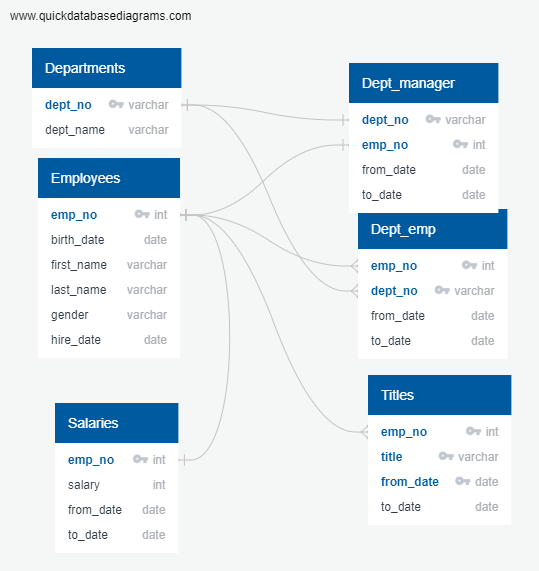 www.quickdatabasediagrams.com
Departments
dept_no varchar
dept_name varchar
Employees
emp_no int
birth_date date
first_name varchar
last_name varchar
gender varchar
hire_date date
Salaries
emp_no int
salary int
from_date date
to_date date
Dept_manager
dept_no varchar
emp_no int
from_date date
to_date date
Dept_emp
emp_no int
dept_no varchar
from_date date
to_date date
Titles
emp_no int
title varchar
from_date date
to_date date